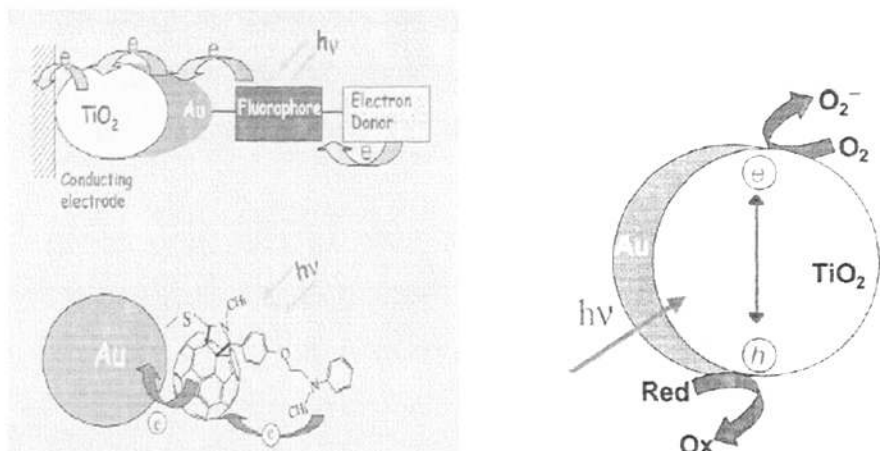 e
e
e
hν
TiO₂
Au
Fluorophore
Electron
Donor
e
Conducting
electrode
hν
CH₃
S
N
Au
O
N
CH₃
e
e
O₂⁻
O₂
e
Au
TiO₂
hν
h
Red
Ox